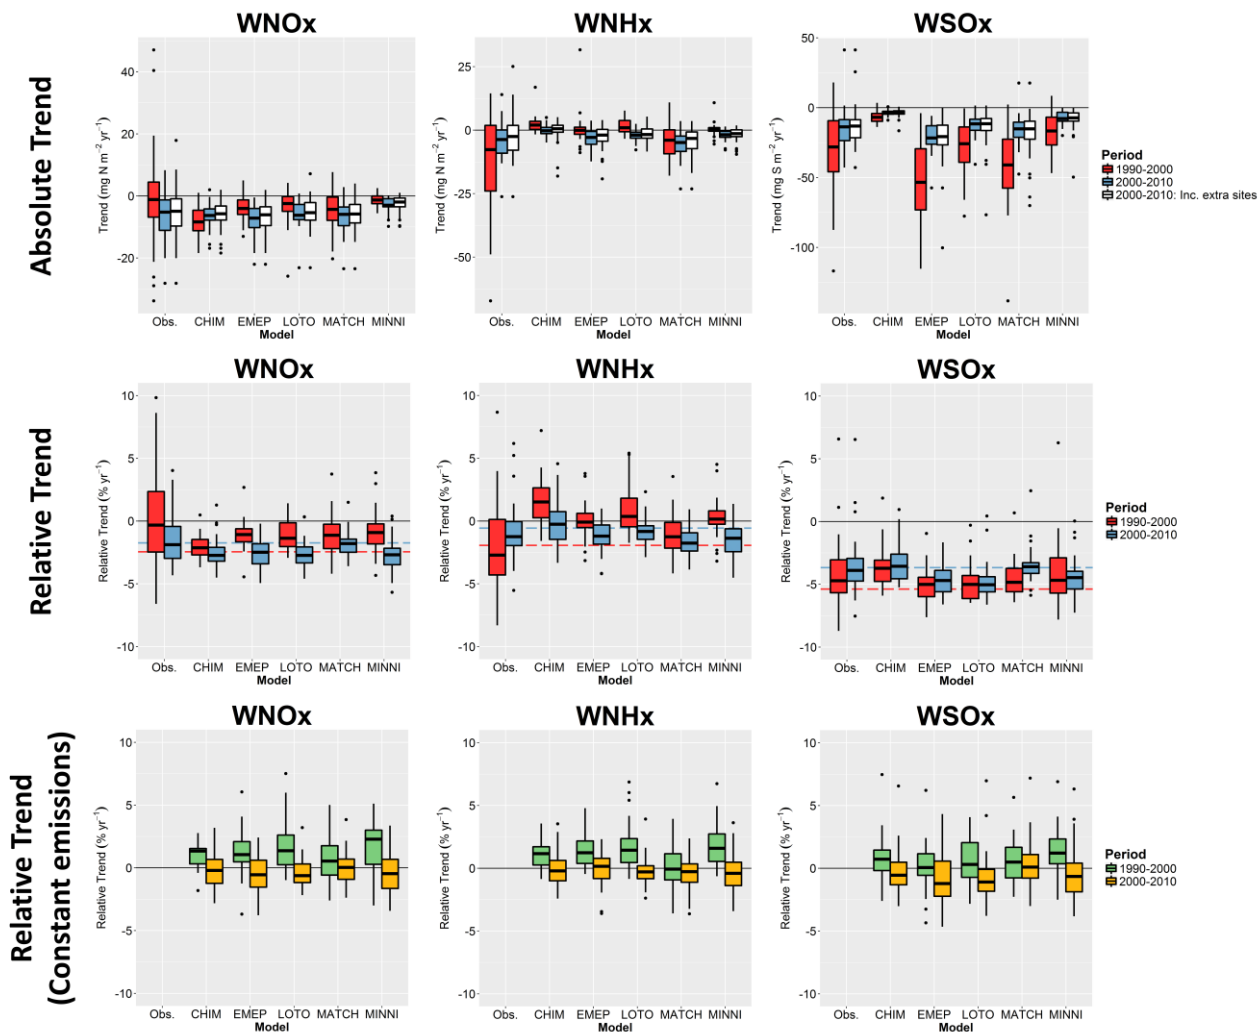 WNOx
WNHx
WSOx
Absolute Trend
Trend (mg N m⁻² yr⁻¹)
40
20
0
-20
Obs. CHIM EMEP LOTO MATCH MINNI
Model
Trend (mg N m⁻² yr⁻¹)
25
0
-25
-50
Obs. CHIM EMEP LOTO MATCH MINNI
Model
Trend (mg S m⁻² yr⁻¹)
50
0
-50
-100
Obs. CHIM EMEP LOTO MATCH MINNI
Model
Period
1990-2000
2000-2010
2000-2010: Inc. extra sites
WNOx
WNHx
WSOx
Relative Trend
Relative Trend (% yr⁻¹)
10
5
0
-5
-10
Obs. CHIM EMEP LOTO MATCH MINNI
Model
Relative Trend (% yr⁻¹)
10
5
0
-5
-10
Obs. CHIM EMEP LOTO MATCH MINNI
Model
Relative Trend (% yr⁻¹)
10
5
0
-5
-10
Obs. CHIM EMEP LOTO MATCH MINNI
Model
Period
1990-2000
2000-2010
WNOx
WNHx
WSOx
Relative Trend
(Constant emissions)
Relative Trend (% yr⁻¹)
10
5
0
-5
-10
Obs. CHIM EMEP LOTO MATCH MINNI
Model
Relative Trend (% yr⁻¹)
10
5
0
-5
-10
Obs. CHIM EMEP LOTO MATCH MINNI
Model
Relative Trend (% yr⁻¹)
10
5
0
-5
-10
Obs. CHIM EMEP LOTO MATCH MINNI
Model
Period
1990-2000
2000-2010